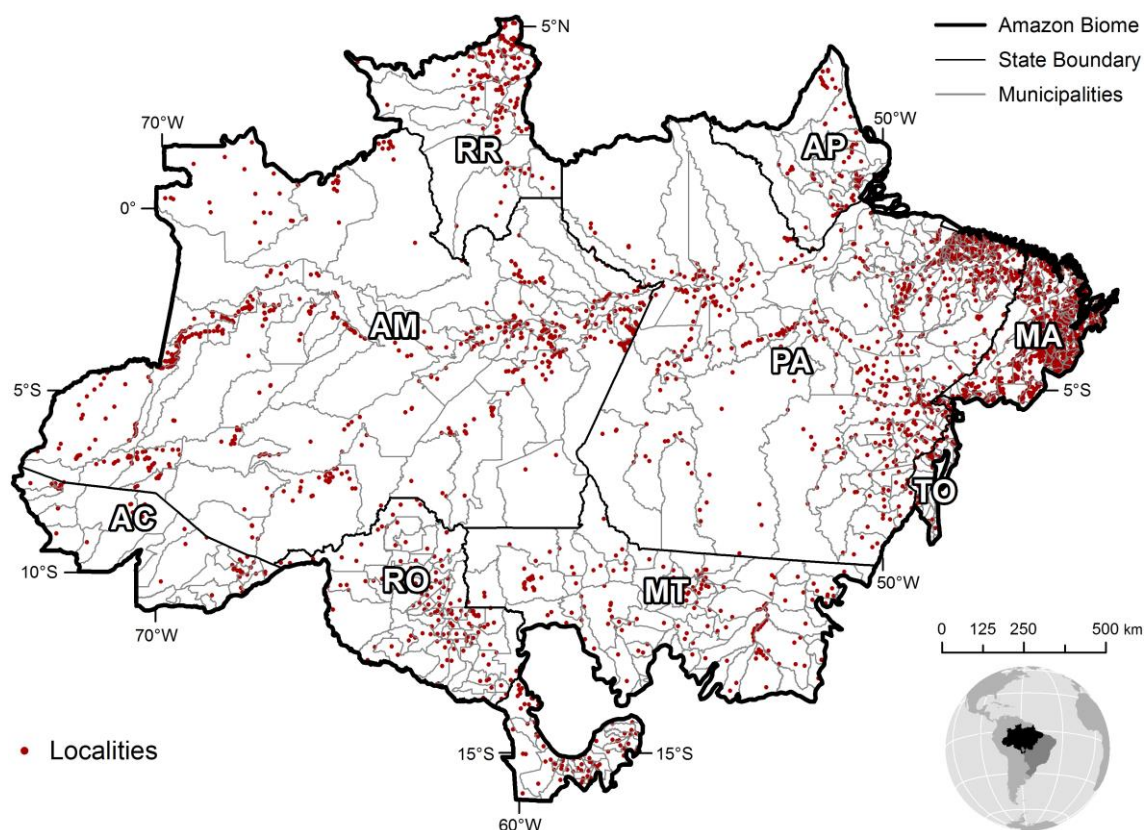 Amazon Biome
State Boundary
Municipalities
5°N
70°W
50°W
RR
AP
0°
AM
PA
MA
5°S
5°S
TO
AC
10°S
RO
MT
50°W
70°W
0 125 250 500 km
Localities
15°S
15°S
60°W